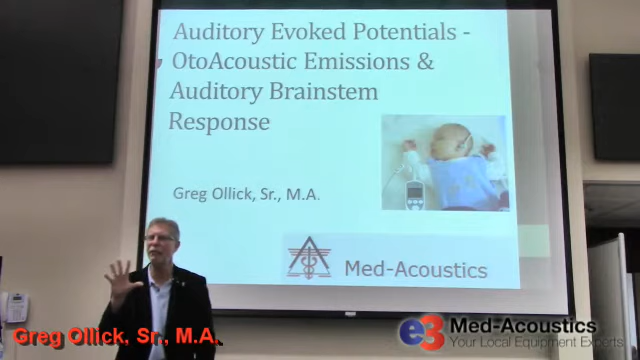 Auditory Evoked Potentials -
OtoAcoustic Emissions &
Auditory Brainstem
Response
Greg Ollick, Sr., M.A.
Med-Acoustics
Greg Ollick, Sr., M.A.
e3 Med-Acoustics
Your Local Equipment Experts